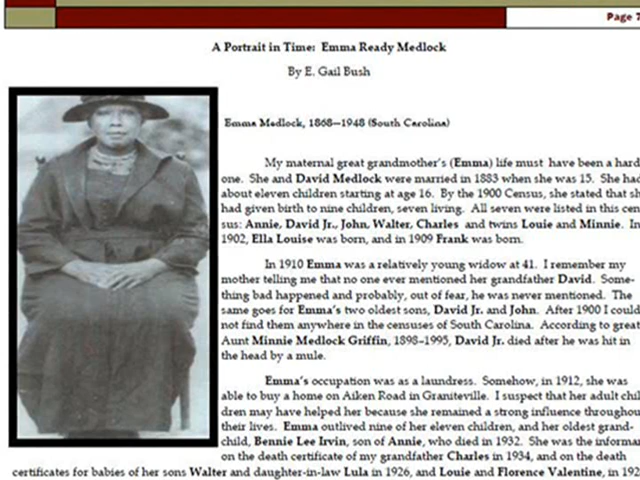 Page 7
A Portrait in Time: Emma Ready Medlock
By E. Gail Bush
Emma Medlock, 1868—1948 (South Carolina)
My maternal great grandmother's (Emma) life must have been a hard
one. She and David Medlock were married in 1883 when she was 15. She had
about eleven children starting at age 16. By the 1900 Census, she stated that sh
had given birth to nine children, seven living. All seven were listed in this cen-
sus: Annie, David Jr., John, Walter, Charles and twins Louie and Minnie. In
1902, Ella Louise was born, and in 1909 Frank was born.
In 1910 Emma was a relatively young widow at 41. I remember my
mother telling me that no one ever mentioned her grandfather David. Some-
thing bad happened and probably, out of fear, he was never mentioned. The
same goes for Emma's two oldest sons, David Jr. and John. After 1900 I could
not find them anywhere in the censuses of South Carolina. According to great
Aunt Minnie Medlock Griffin, 1898-1995, David Jr. died after he was hit in
the head by a mule.
Emma's occupation was as a laundress. Somehow, in 1912, she was
able to buy a home on Aiken Road in Graniteville. I suspect that her adult chil
dren may have helped her because she remained a strong influence throughou
their lives. Emma outlived nine of her eleven children, and her oldest grand-
child, Bennie Lee Irvin, son of Annie, who died in 1932. She was the informan
on the death certificate of my grandfather Charles in 1934, and on the death
certificates for babies of her sons Walter and daughter-in-law Lula in 1926, and Louie and Florence Valentine, in 192